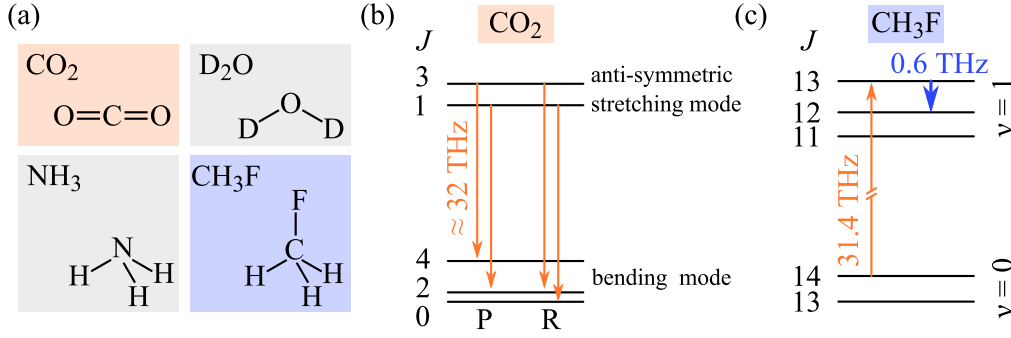 (a)
CO₂
O=C=O
D₂O
O
D D
NH₃
N
H H
H
CH₃F
F
C
H H
H
(b)
CO₂
J
3
anti-symmetric
1
stretching mode
≈ 32 THz
4
bending mode
2
0
P R
(c)
CH₃F
J
13
0.6 THz
12
11
ν = 1
31.4 THz
14
13
ν = 0